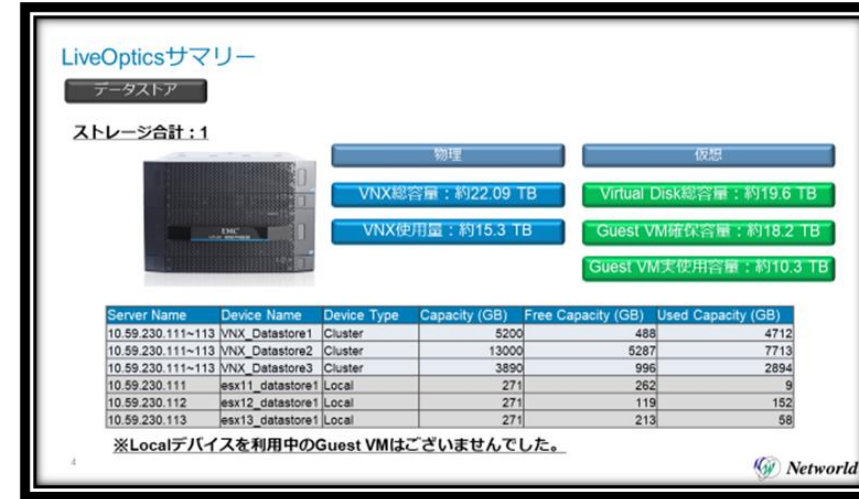 LiveOpticsサマリー
データストア
ストレージ合計：1
物理
仮想
VNX総容量：約22.09 TB
Virtual Disk総容量：約19.6 TB
VNX使用量：約15.3 TB
Guest VM確保容量：約18.2 TB
Guest VM実使用容量：約10.3 TB
EMC²
Server Name Device Name Device Type Capacity (GB) Free Capacity (GB) Used Capacity (GB)
10.59.230.111~113 VNX_Datastore1 Cluster 5200 488 4712
10.59.230.111~113 VNX_Datastore2 Cluster 13000 5287 7713
10.59.230.111~113 VNX_Datastore3 Cluster 3890 996 2894
10.59.230.111 esx11_datastore1 Local 271 262 9
10.59.230.112 esx12_datastore1 Local 271 119 152
10.59.230.113 esx13_datastore1 Local 271 213 58
※Localデバイスを利用中のGuest VMはございませんでした。
4
Networld